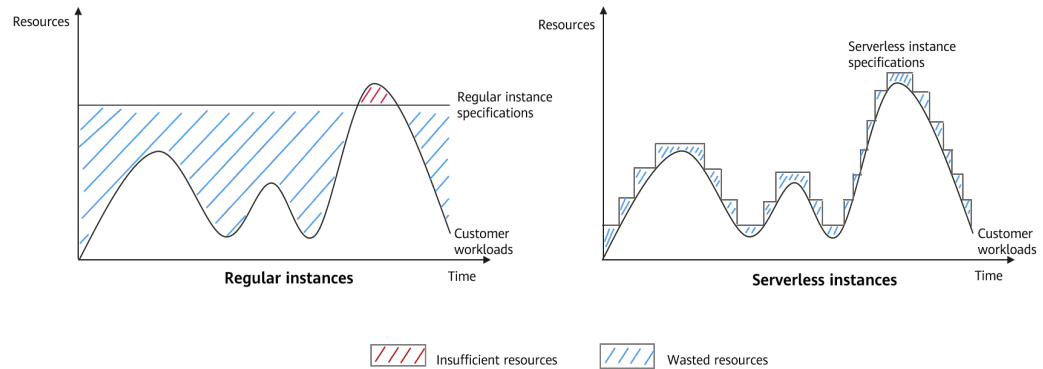 Resources
Regular instance
specifications
Customer
workloads
Time
Regular instances
Resources
Serverless instance
specifications
Customer
workloads
Time
Serverless instances
Insufficient resources
Wasted resources